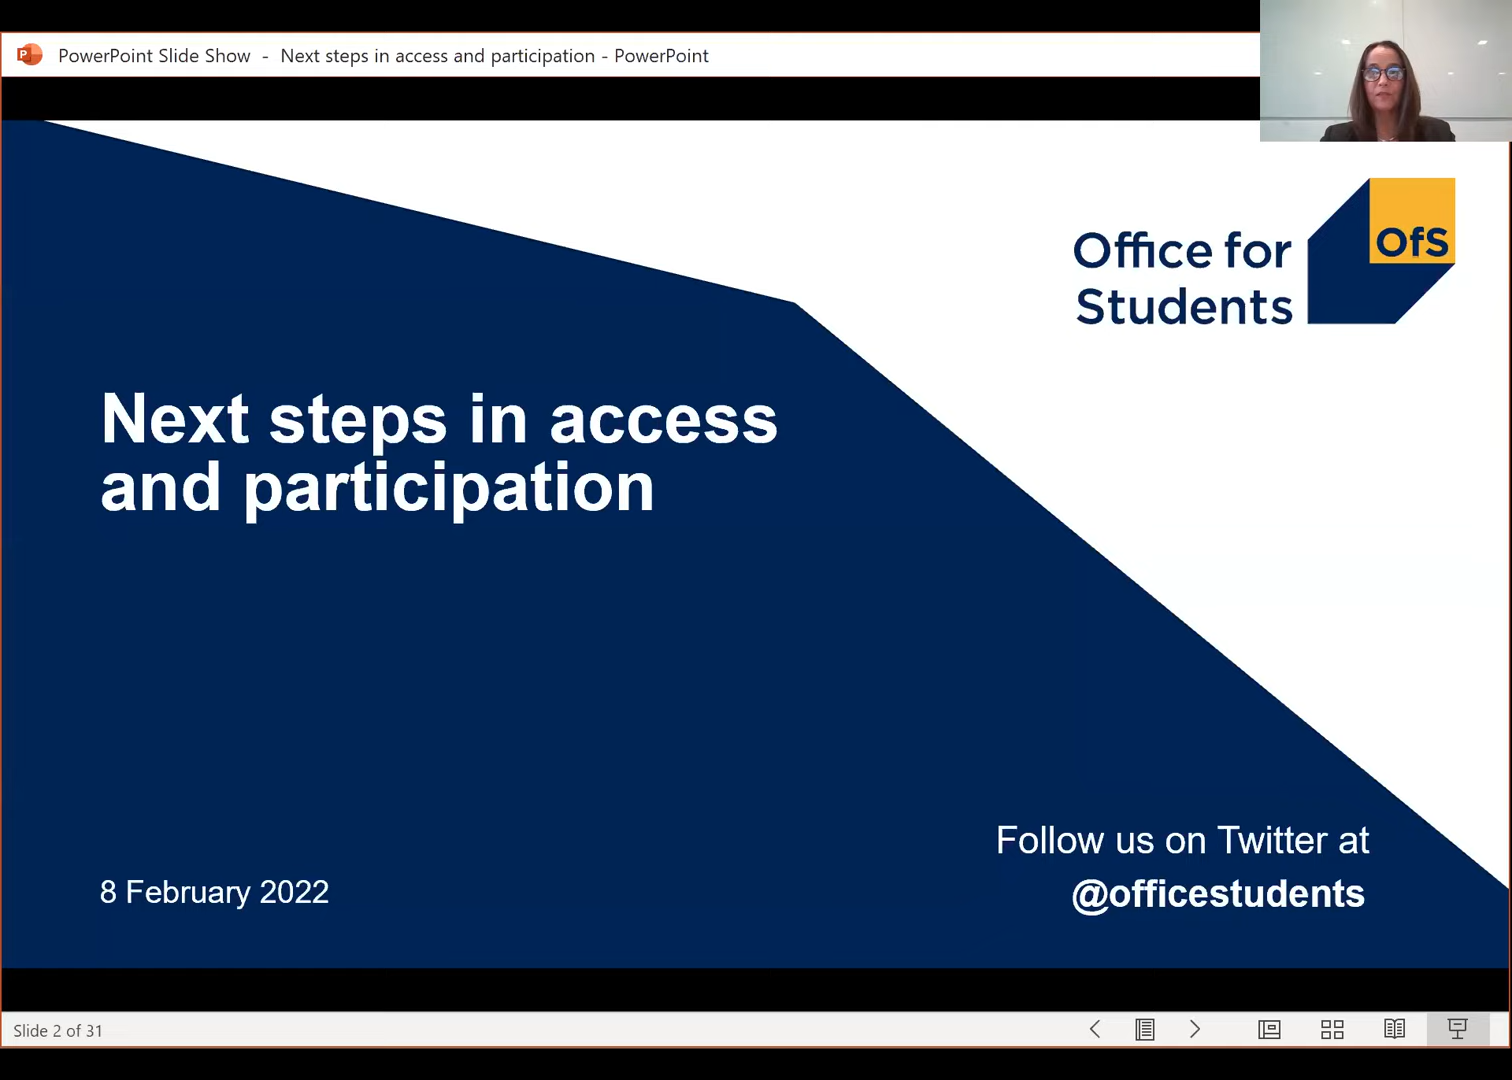 PowerPoint Slide Show - Next steps in access and participation - PowerPoint
Office for
Students
OfS
Next steps in access
and participation
Follow us on Twitter at
@officestudents
8 February 2022
Slide 2 of 31